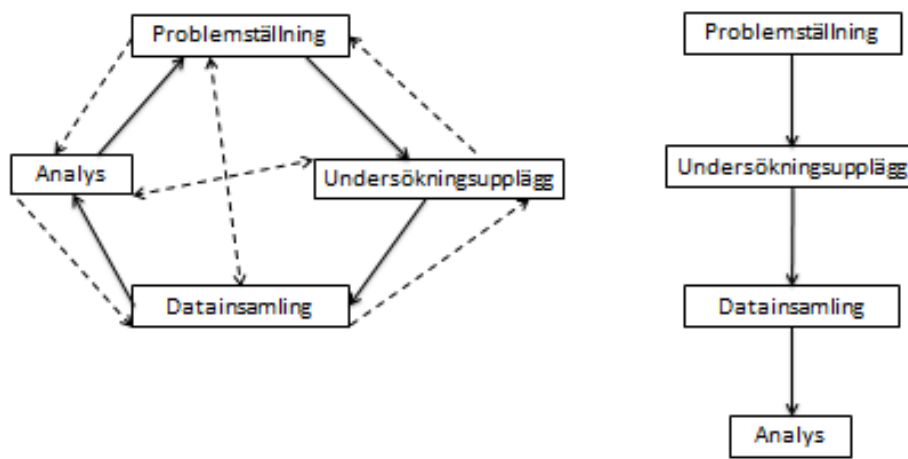 Problemställning
Analys
Undersökningsupplägg
Datainsamling
Problemställning
Undersökningsupplägg
Datainsamling
Analys